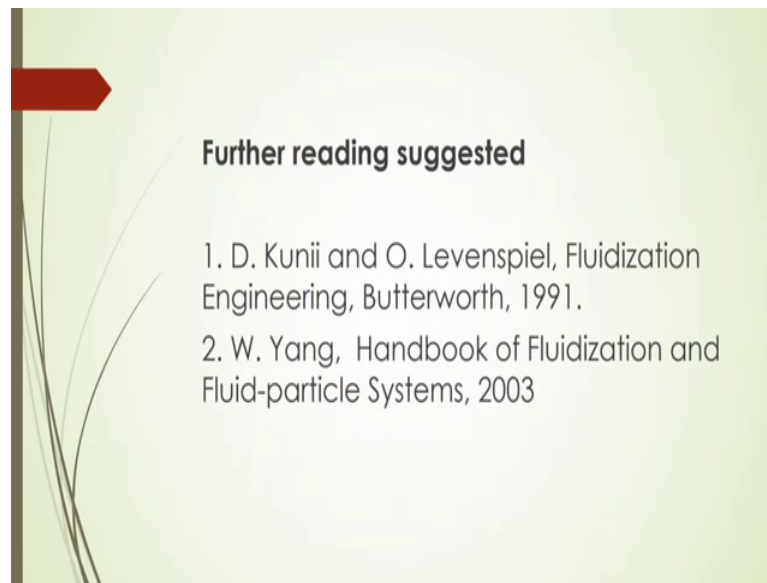 Further reading suggested
1. D. Kunii and O. Levenspiel, Fluidization
Engineering, Butterworth, 1991.
2. W. Yang, Handbook of Fluidization and
Fluid-particle Systems, 2003